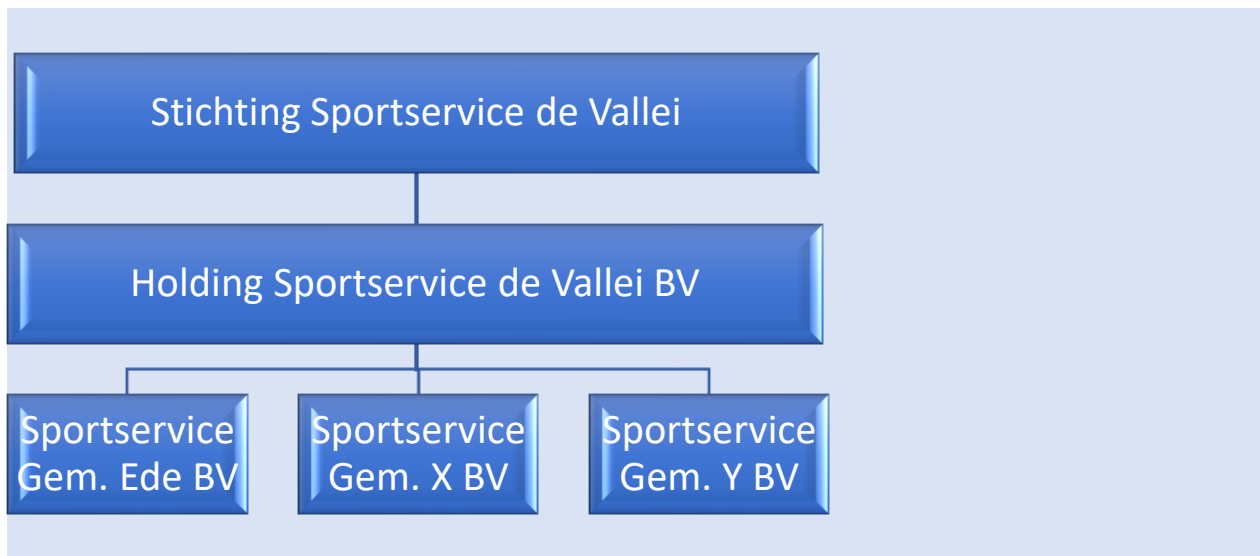 Stichting Sportservice de Vallei
Holding Sportservice de Vallei BV
Sportservice
Gem. Ede BV
Sportservice
Gem. X BV
Sportservice
Gem. Y BV